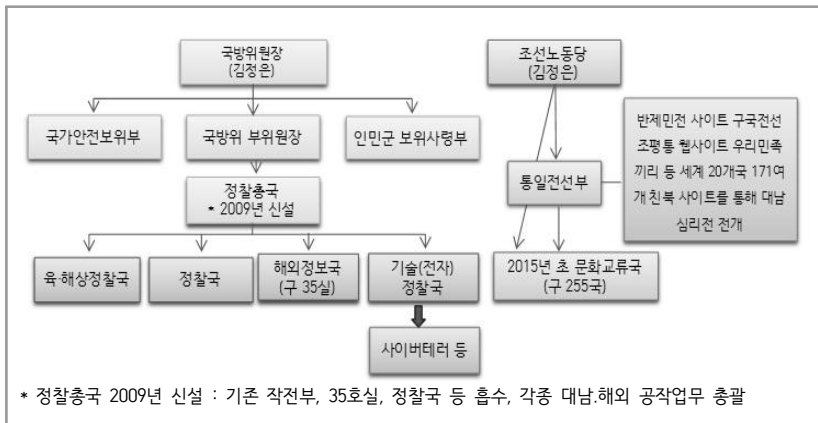 국방위원장
(김정은)
조선노동당
(김정은)
국가안전보위부
국방위 부위원장
인민군 보위사령부
반제민전 사이트 구국전선
조평통 웹사이트 우리민족
끼리 등 세계 20개국 171여
개 친북 사이트를 통해 대남
심리전 전개
정찰총국
* 2009년 신설
통일전선부
육·해상정찰국
정찰국
해외정보국
(구 35실)
기술(전자)
정찰국
2015년 초 문화교류국
(구 255국)
사이버테러 등
* 정찰총국 2009년 신설 : 기존 작전부, 35호실, 정찰국 등 흡수, 각종 대남.해외 공작업무 총괄